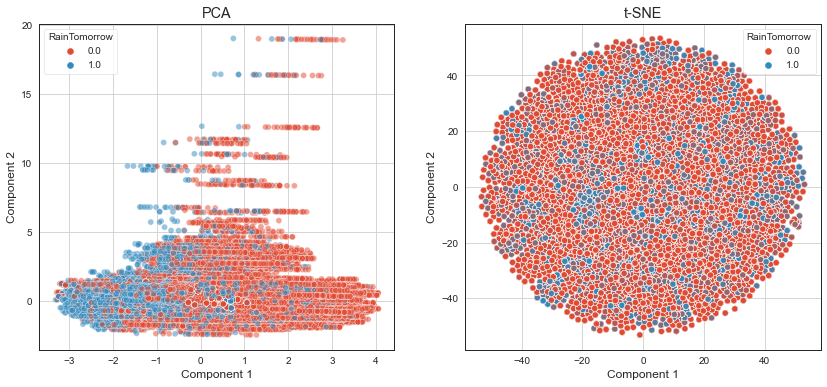 PCA
RainTomorrow
0.0
1.0
Component 2
20
15
10
5
0
−3 −2 −1 0 1 2 3 4
Component 1
t-SNE
RainTomorrow
0.0
1.0
Component 2
40
20
0
−20
−40
−40 −20 0 20 40
Component 1